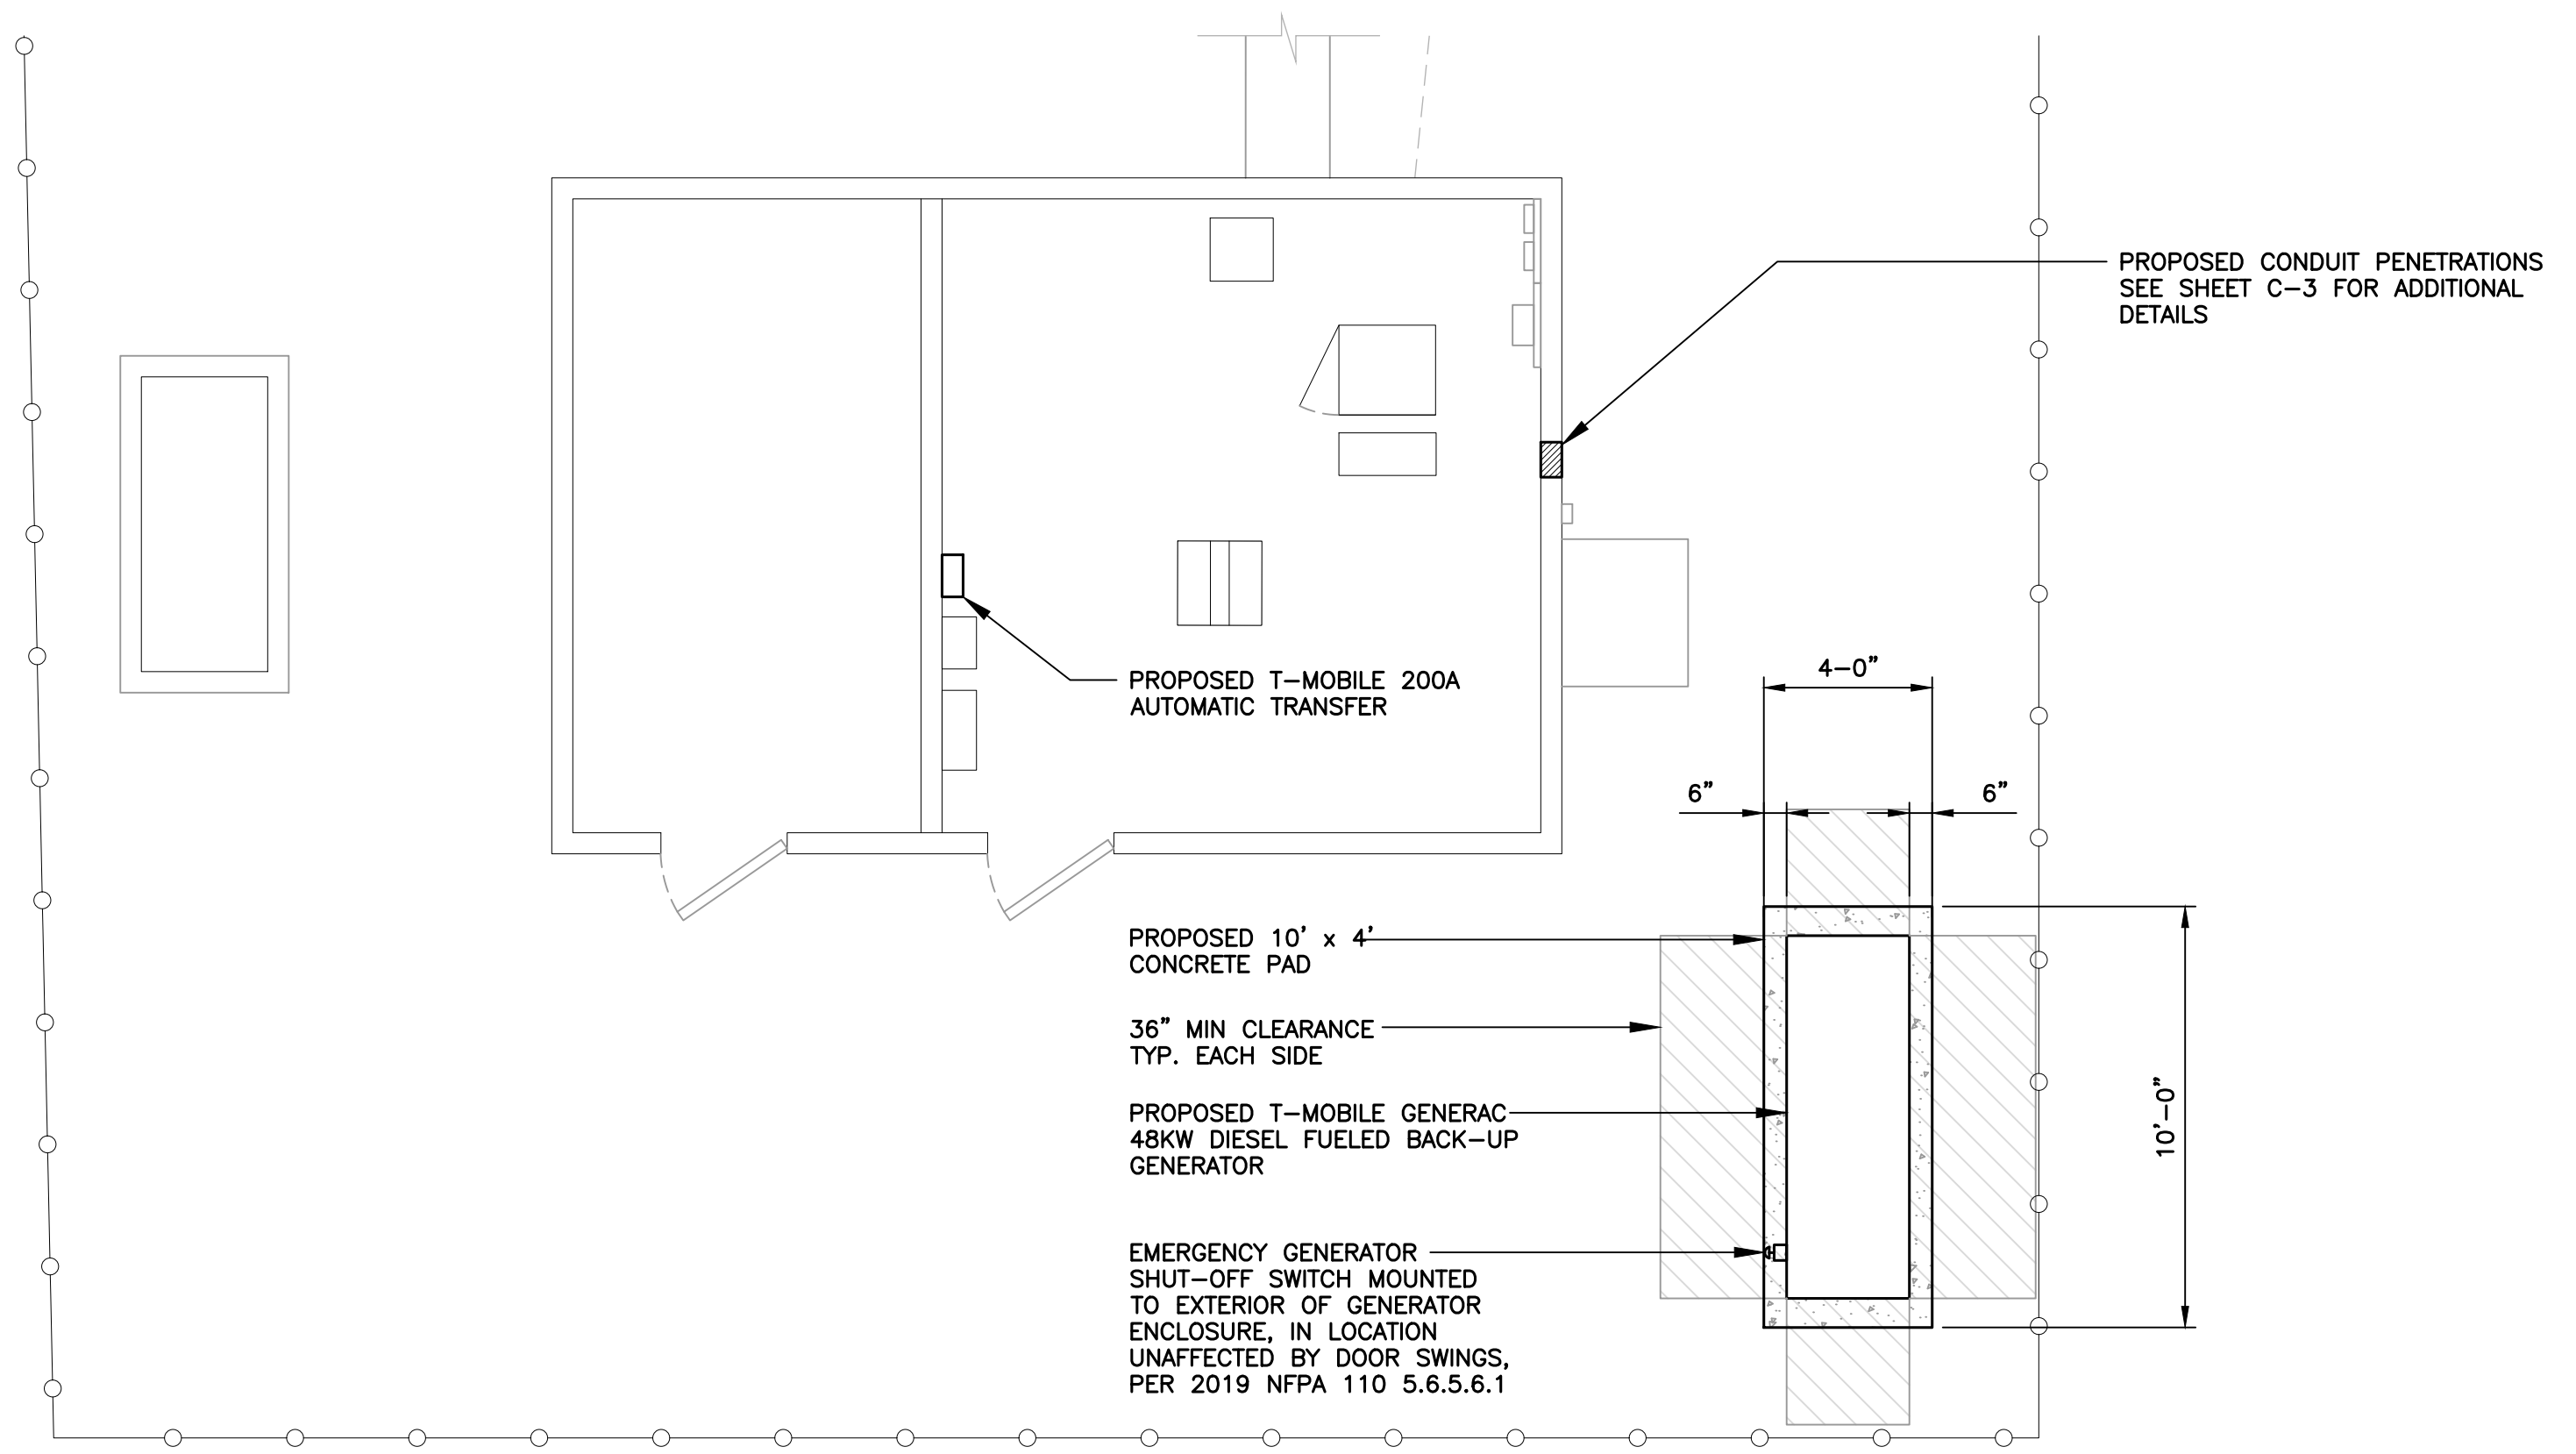 PROPOSED CONDUIT PENETRATIONS
SEE SHEET C-3 FOR ADDITIONAL
DETAILS
PROPOSED T-MOBILE 200A
AUTOMATIC TRANSFER
4-0"
6"
6"
PROPOSED 10' x 4'
CONCRETE PAD
36" MIN CLEARANCE
TYP. EACH SIDE
PROPOSED T-MOBILE GENERAC
48KW DIESEL FUELED BACK-UP
GENERATOR
10'-0"
EMERGENCY GENERATOR
SHUT-OFF SWITCH MOUNTED
TO EXTERIOR OF GENERATOR
ENCLOSURE, IN LOCATION
UNAFFECTED BY DOOR SWINGS,
PER 2019 NFPA 110 5.6.5.6.1